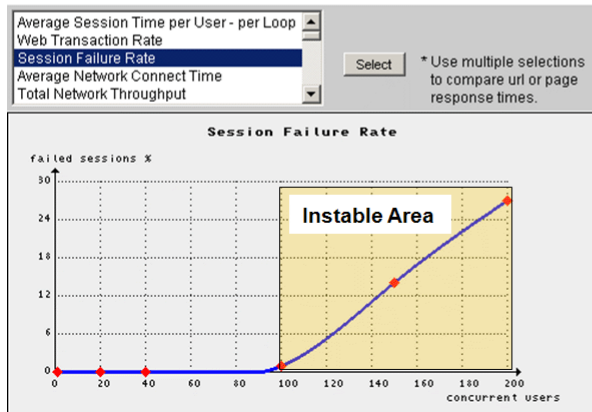 Average Session Time per User - per Loop
Web Transaction Rate
Session Failure Rate
Average Network Connect Time
Total Network Throughput
Select
* Use multiple selections
to compare url or page
response times.
Session Failure Rate
failed sessions %
30
24
18
12
6
0
Instable Area
0 20 40 60 80 100 120 140 160 180 200
concurrent users